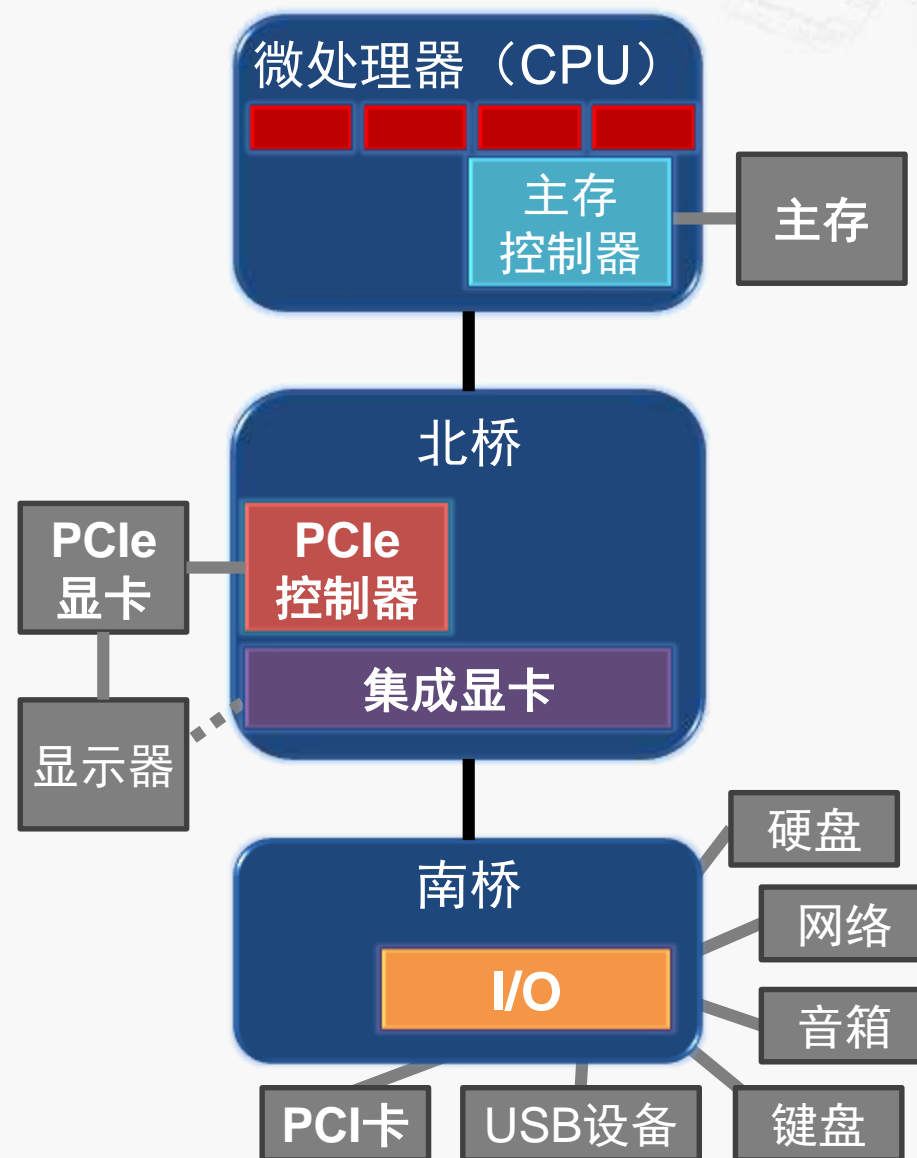 微处理器（CPU）
主存
控制器
主存
北桥
PCIe
显卡
PCIe
控制器
集成显卡
显示器
南桥
I/O
硬盘
网络
音箱
PCI卡
USB设备
键盘